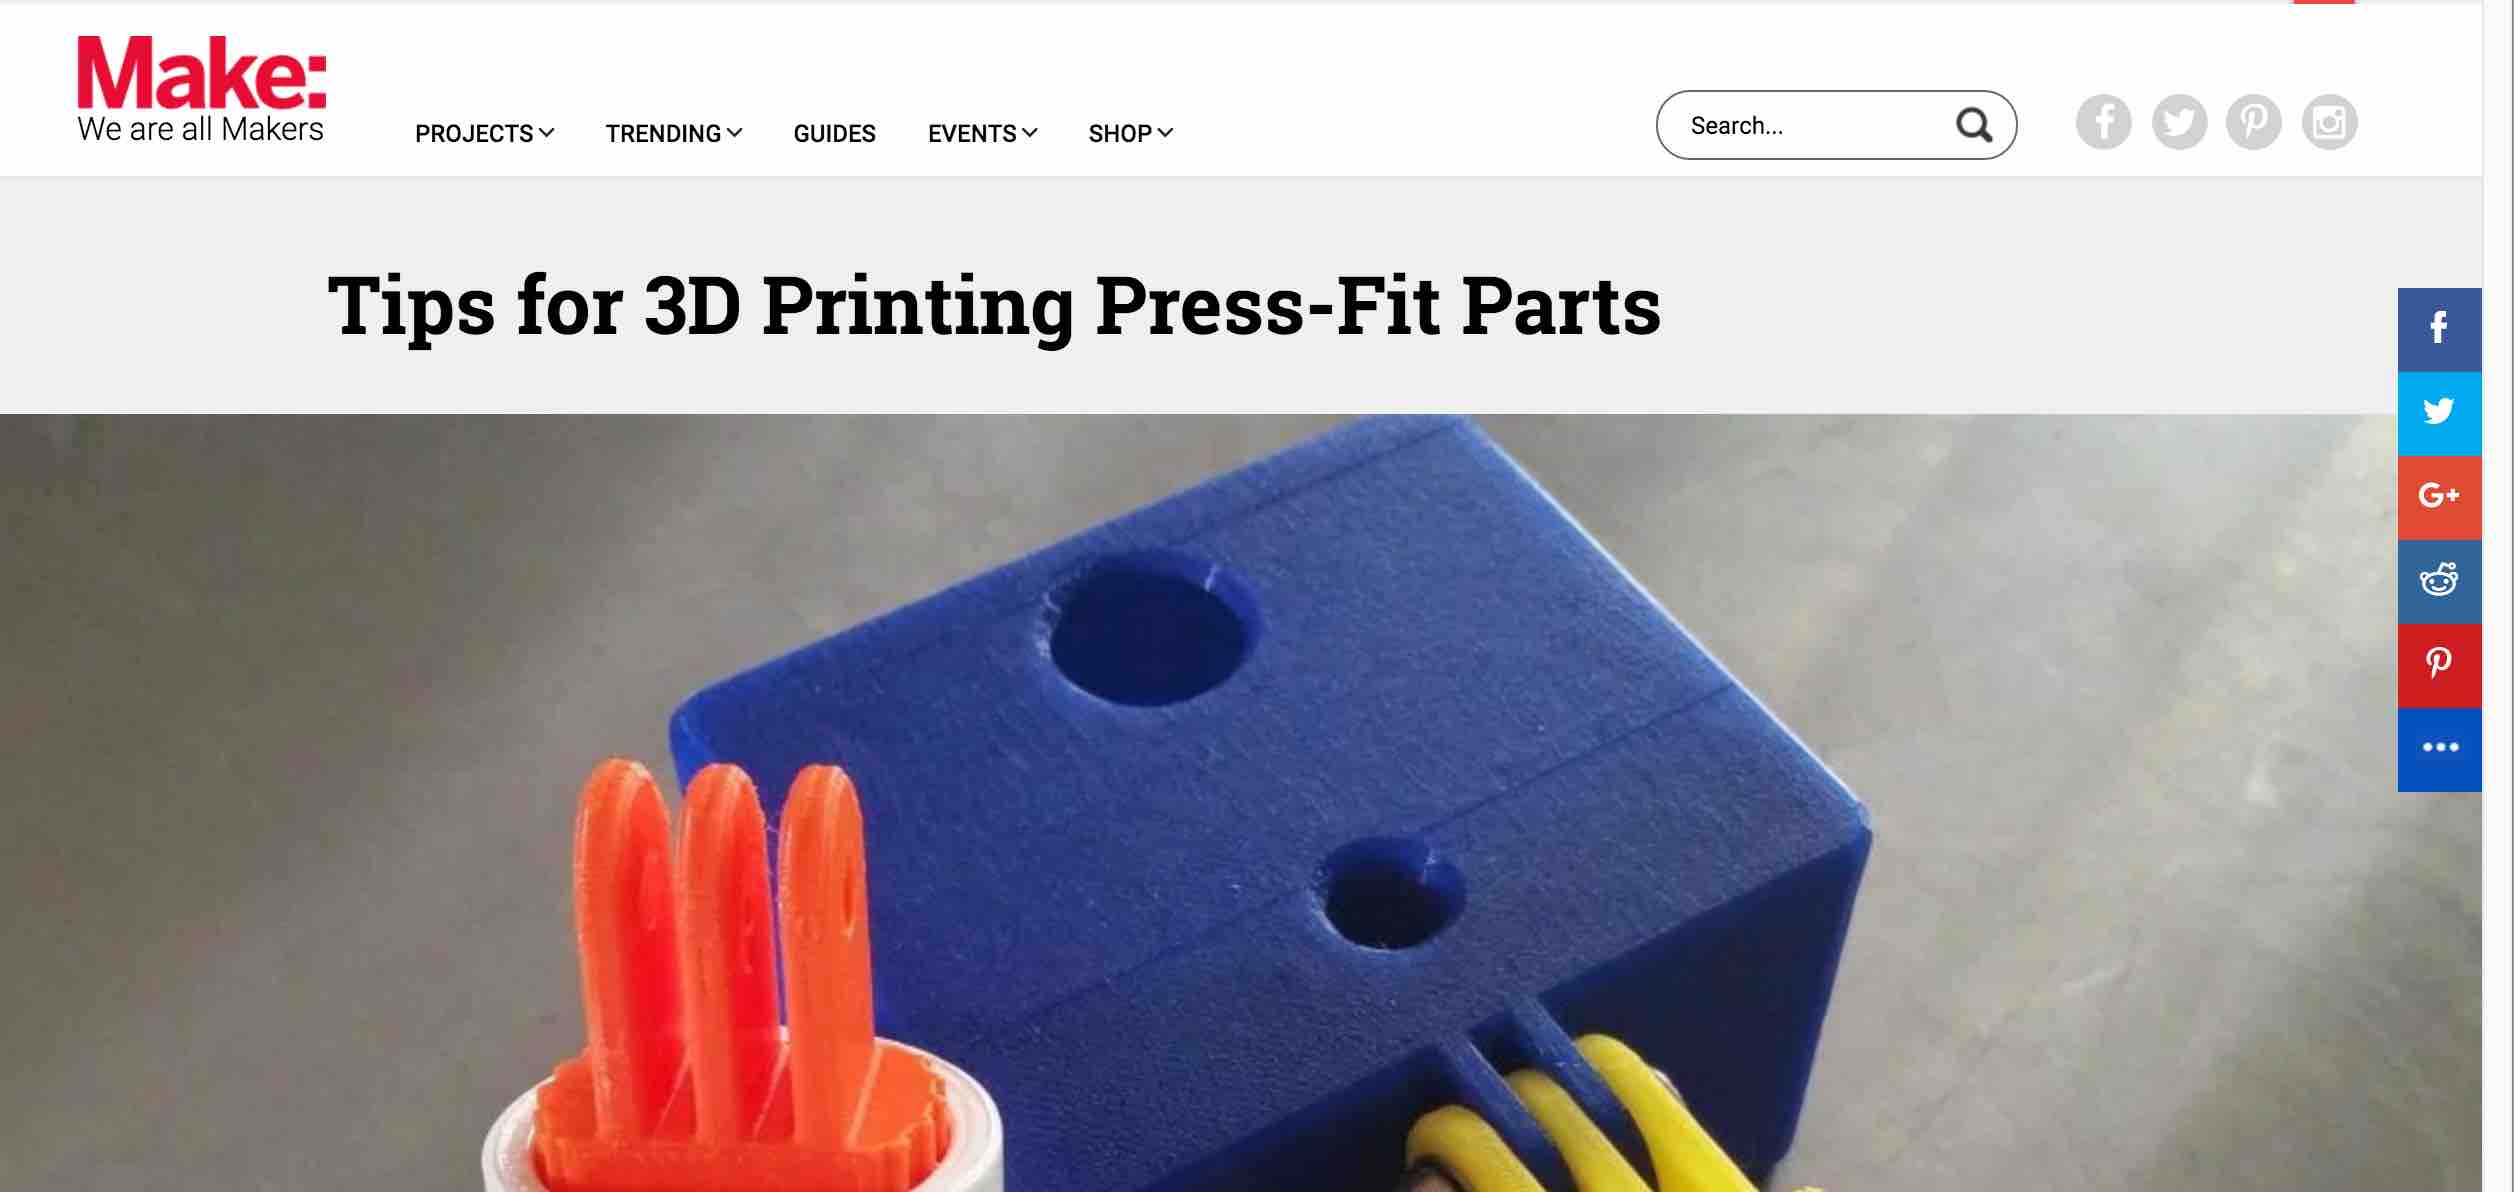 Make:
We are all Makers
PROJECTS
TRENDING
GUIDES
EVENTS
SHOP
Search...
Tips for 3D Printing Press-Fit Parts
G+